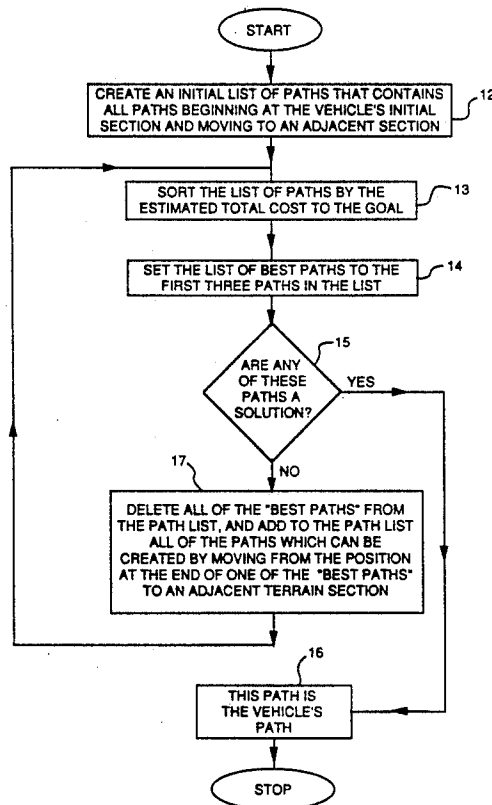 START
CREATE AN INITIAL LIST OF PATHS THAT CONTAINS
ALL PATHS BEGINNING AT THE VEHICLE'S INITIAL
SECTION AND MOVING TO AN ADJACENT SECTION
12
SORT THE LIST OF PATHS BY THE
ESTIMATED TOTAL COST TO THE GOAL
13
SET THE LIST OF BEST PATHS TO THE
FIRST THREE PATHS IN THE LIST
14
15
ARE ANY
OF THESE
PATHS A
SOLUTION?
YES
NO
17
DELETE ALL OF THE "BEST PATHS" FROM
THE PATH LIST, AND ADD TO THE PATH LIST
ALL OF THE PATHS WHICH CAN BE
CREATED BY MOVING FROM THE POSITION
AT THE END OF ONE OF THE "BEST PATHS"
TO AN ADJACENT TERRAIN SECTION
16
THIS PATH IS
THE VEHICLE'S
PATH
STOP